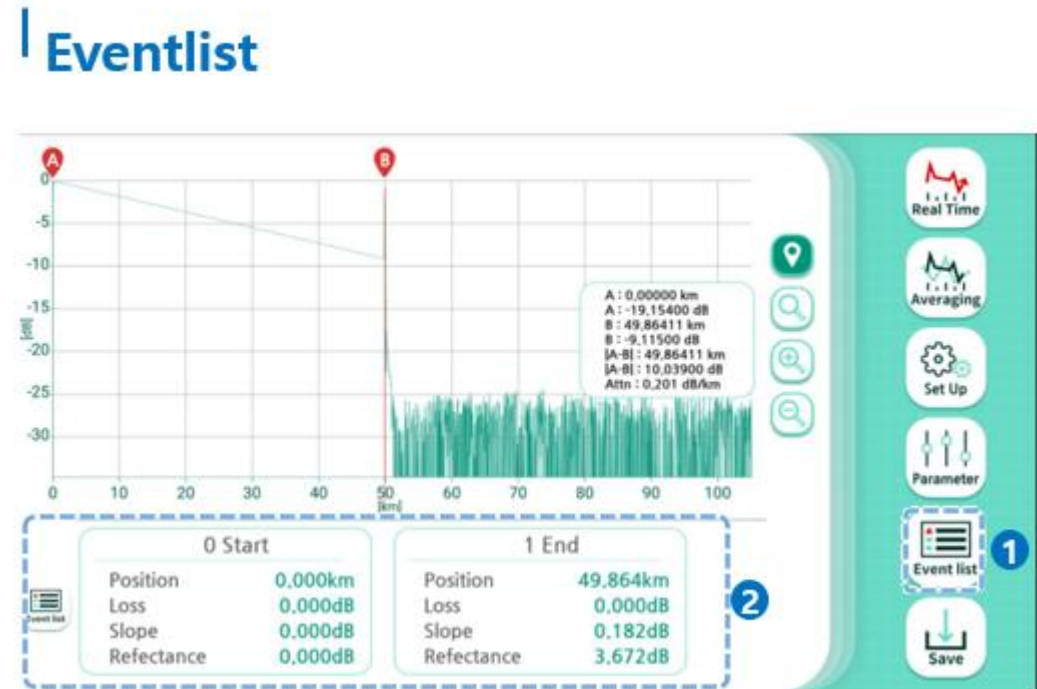 Eventlist
A
B
0
-5
-10
-15
-20
-25
-30
[dB]
0 10 20 30 40 50 60 70 80 90 100
[km]
A : 0,00000 km
A : -19,15400 dB
B : 49,86411 km
B : -9,11500 dB
|A-B| : 49,86411 km
|A-B| : 10,03900 dB
Attn : 0,201 dB/km
Real Time
Averaging
Set Up
Parameter
Event list
1
Save
Event list
0 Start
Position 0,000km
Loss 0,000dB
Slope 0,000dB
Refectance 0,000dB
1 End
Position 49,864km
Loss 0,000dB
Slope 0,182dB
Refectance 3,672dB
2